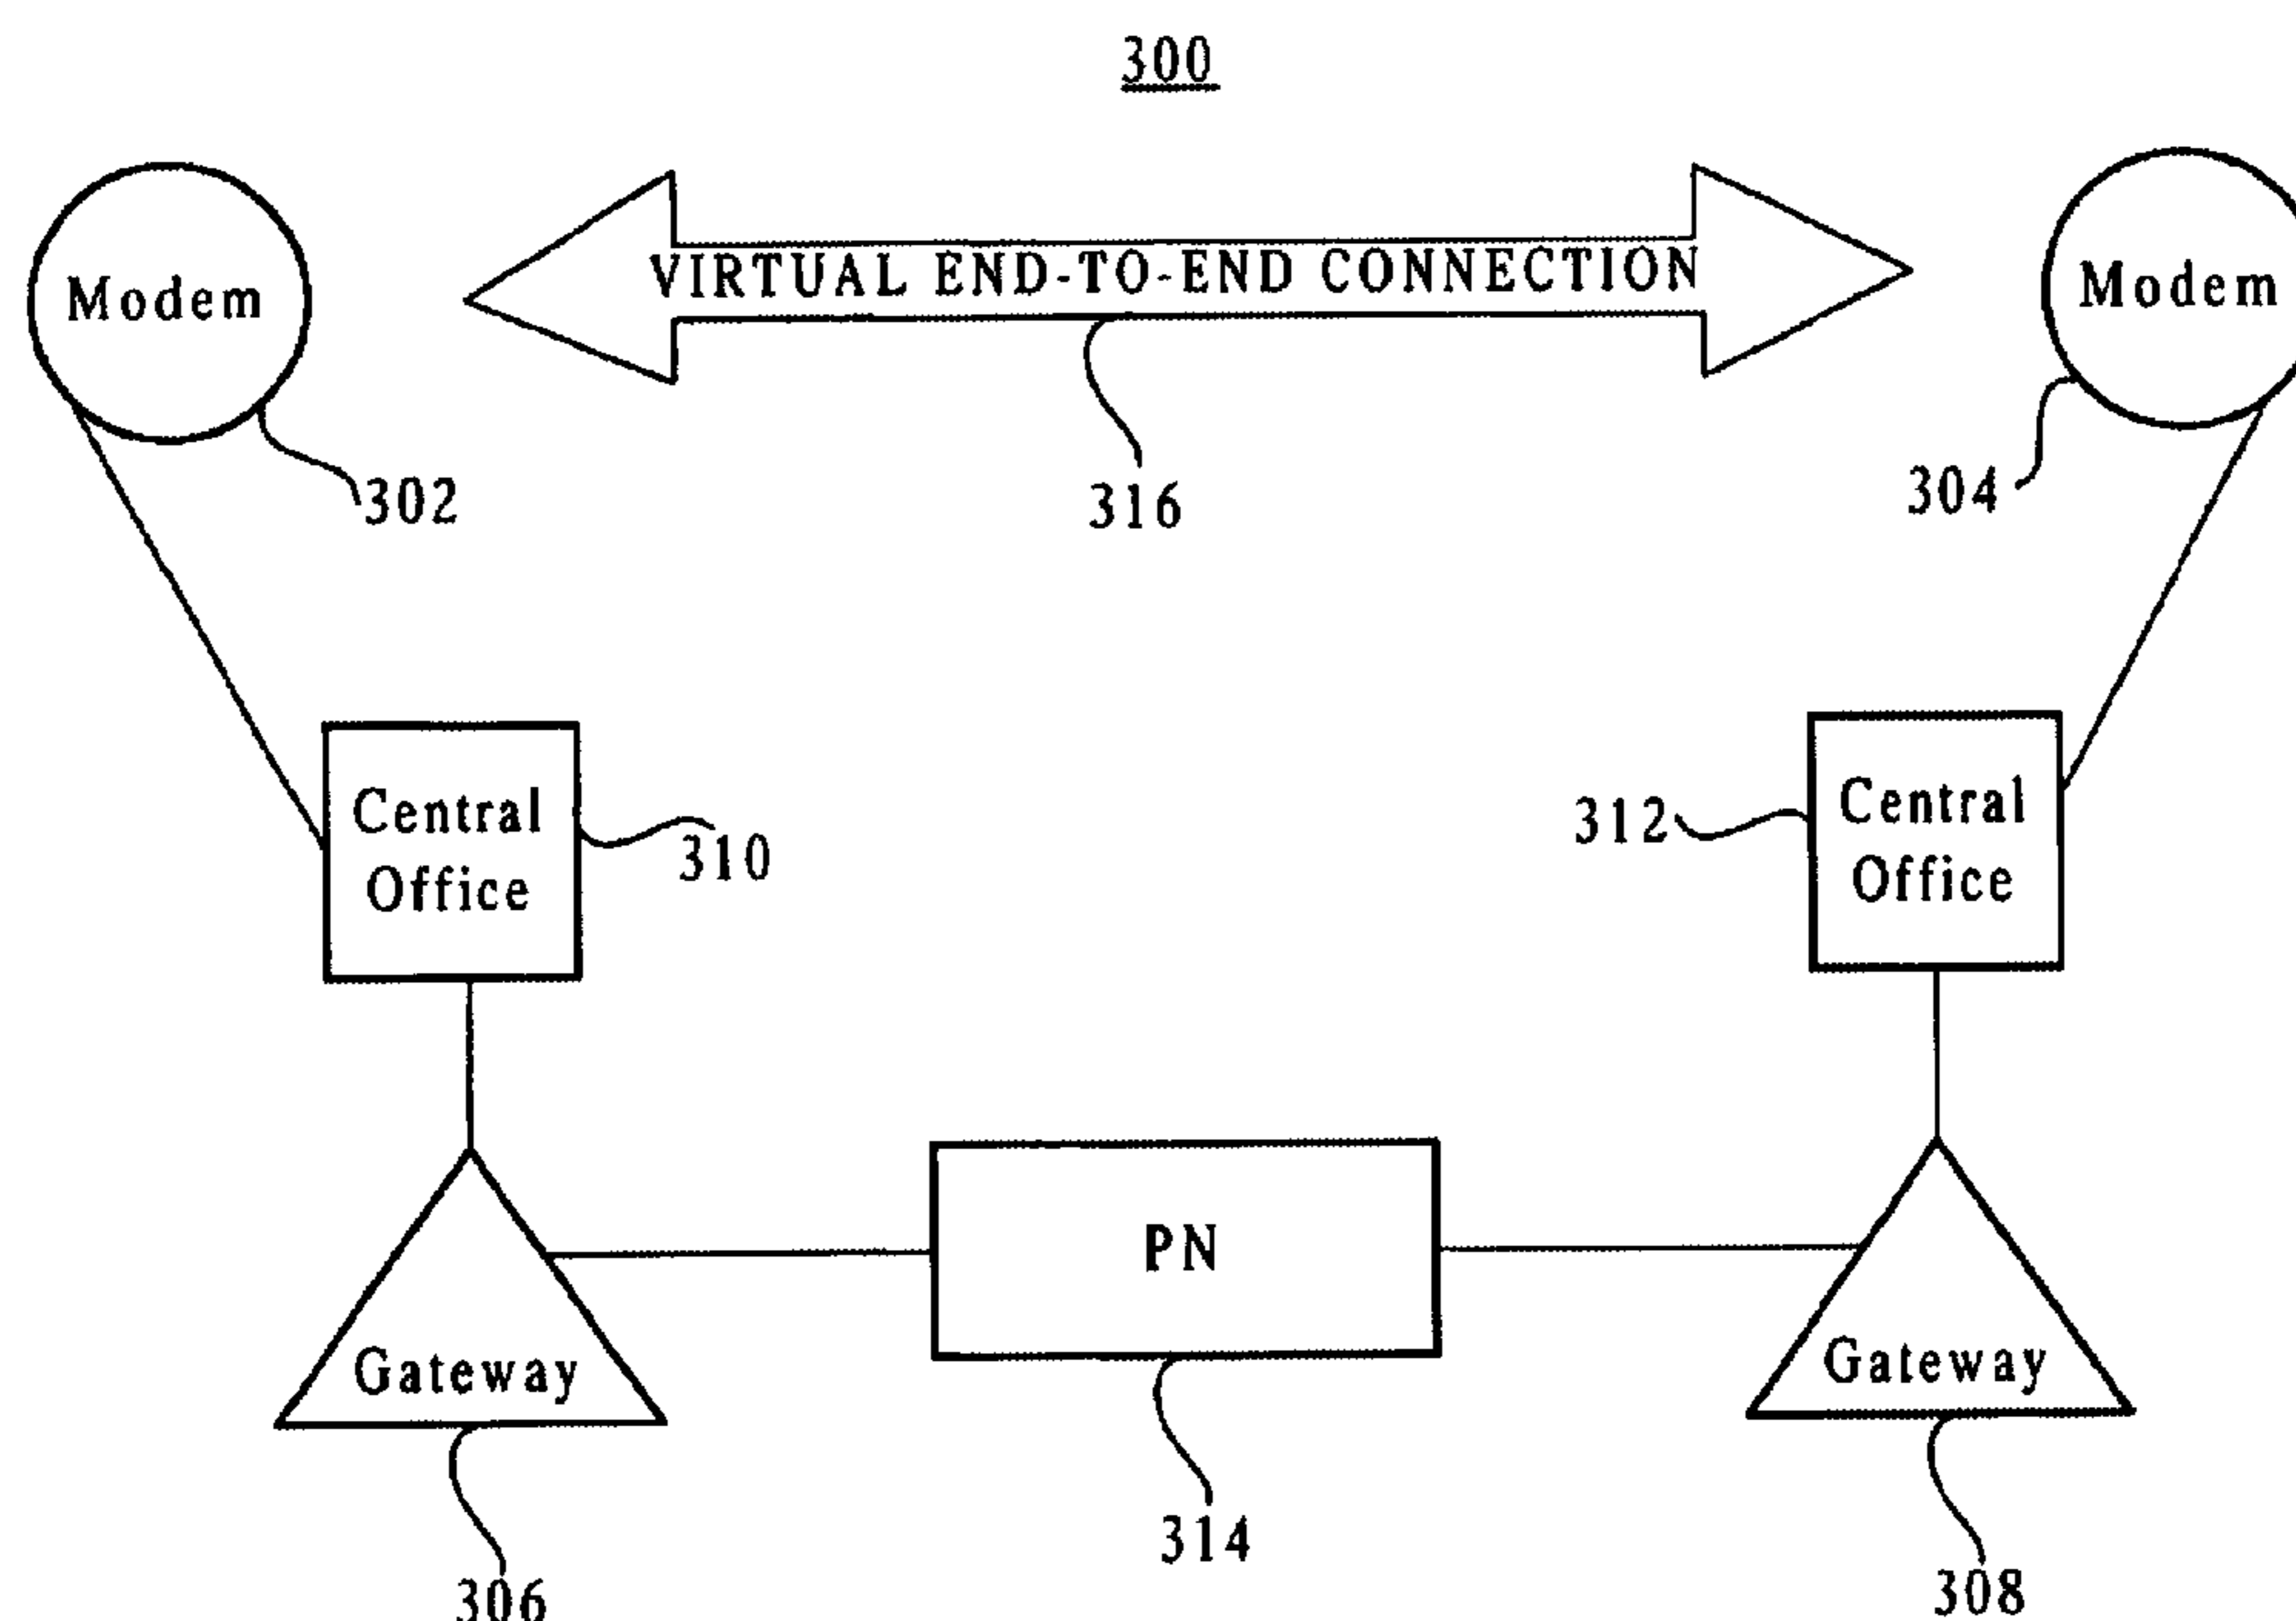 300
VIRTUAL END-TO-END CONNECTION
Modem
Modem
302
316
304
Central
Office
310
312
Central
Office
PN
Gateway
Gateway
314
306
308